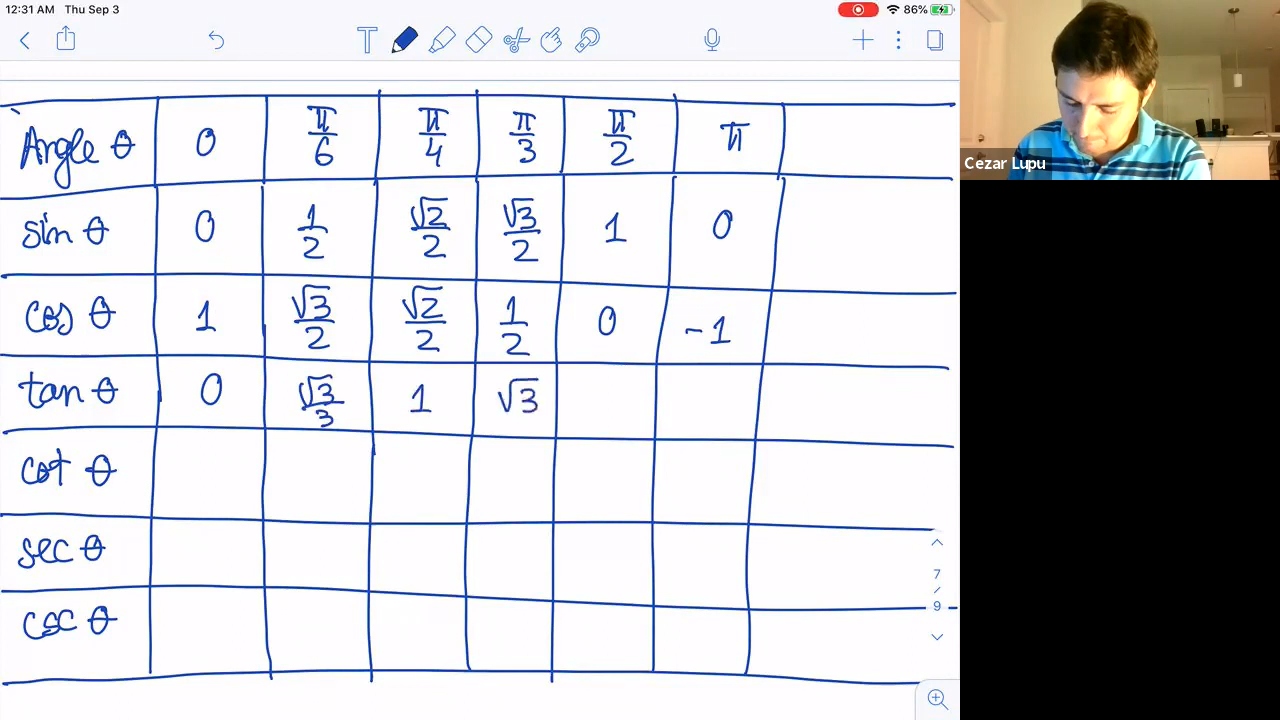 12:31 AM Thu Sep 3
86%
T
Angle θ 0 π/6 π/4 π/3 π/2 π
sin θ 0 1/2 √2/2 √3/2 1 0
cos θ 1 √3/2 √2/2 1/2 0 -1
tan θ 0 √3/3 1 √3
cot θ
sec θ
csc θ
7
/
9
Cezar Lupu